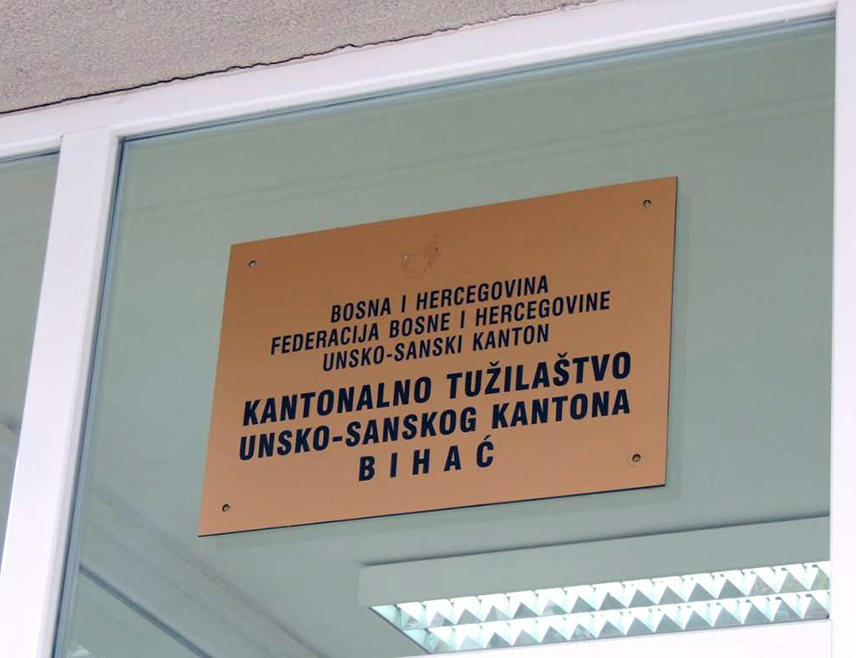 BOSNA I HERCEGOVINA
FEDERACIJA BOSNE I HERCEGOVINE
UNSKO-SANSKI KANTON
KANTONALNO TUŽILAŠTVO
UNSKO-SANSKOG KANTONA
BIHAĆ